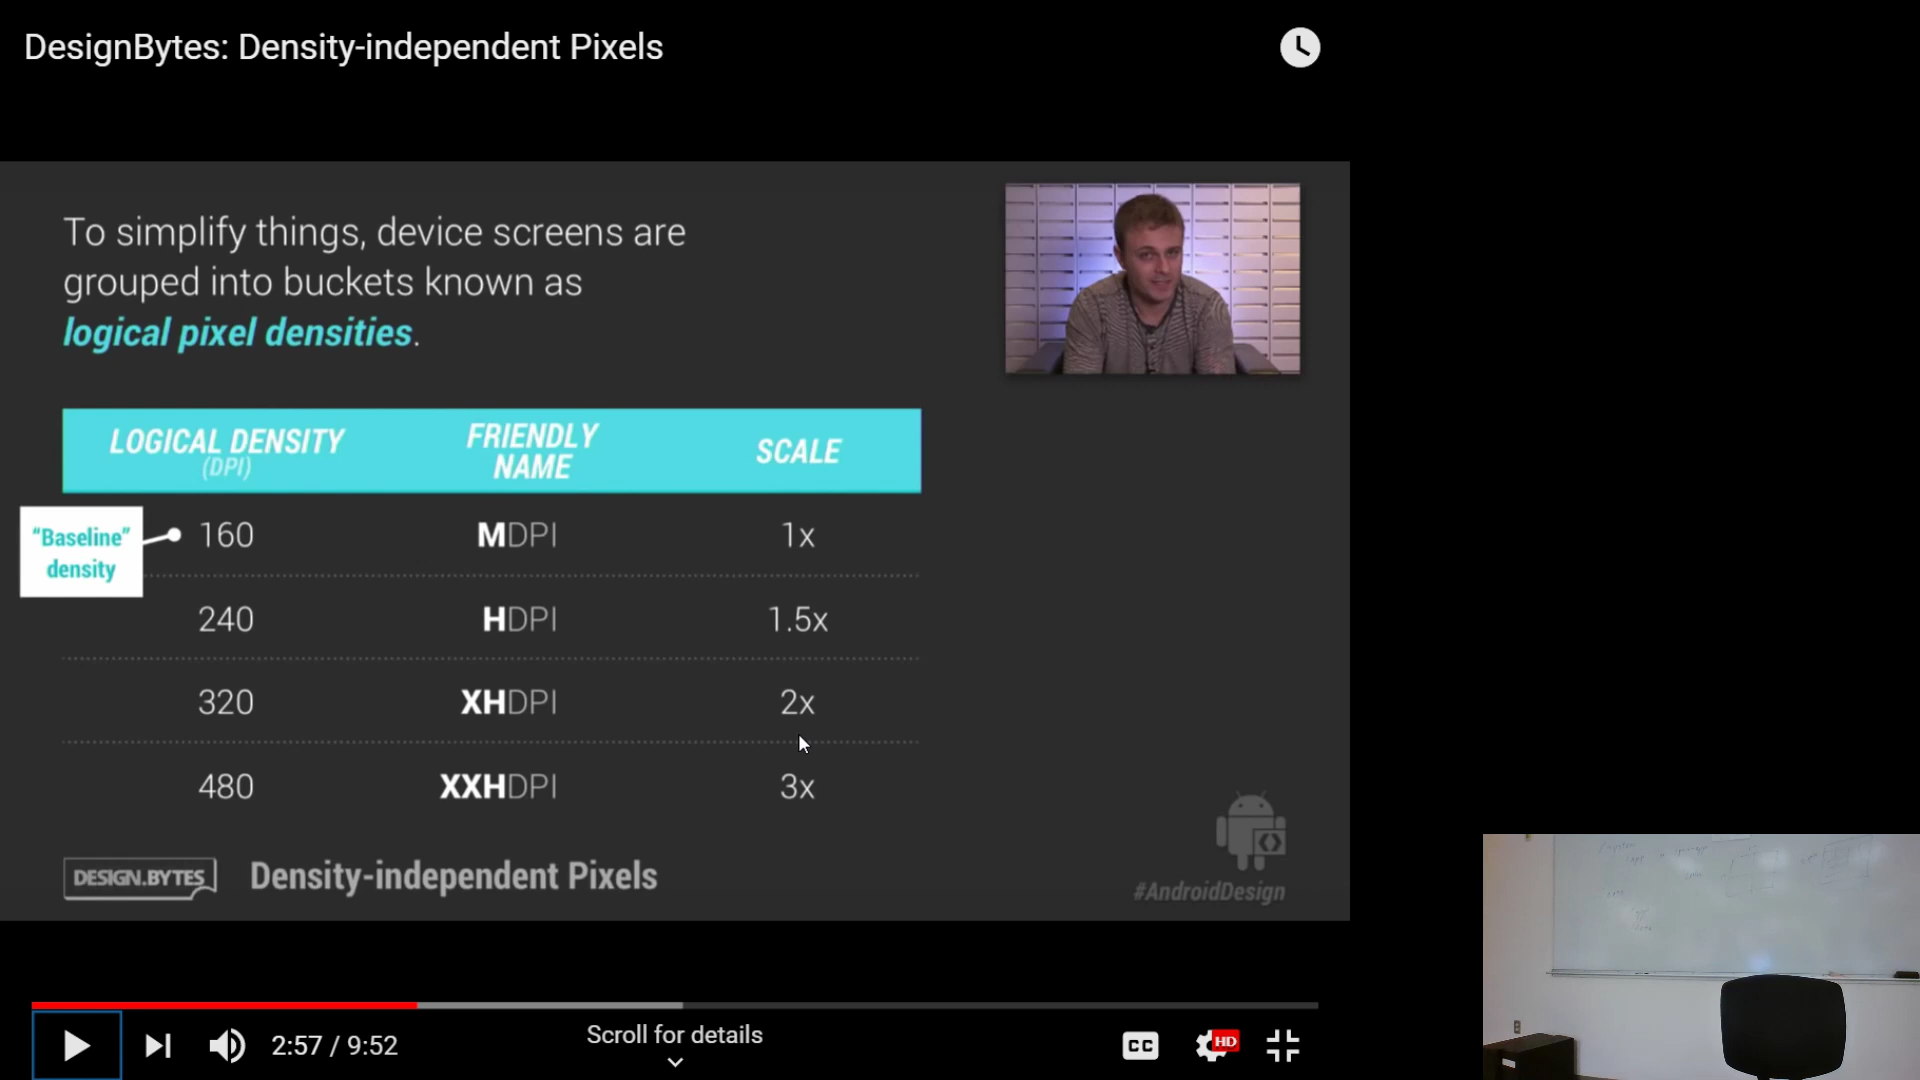 DesignBytes: Density-independent Pixels
To simplify things, device screens are
grouped into buckets known as
logical pixel densities.
LOGICAL DENSITY
(DPI)
FRIENDLY
NAME
SCALE
"Baseline"
density
160 MDPI 1x
240 HDPI 1.5x
320 XHDPI 2x
480 XXHDPI 3x
DESIGN.BYTES Density-independent Pixels
#AndroidDesign
2:57 / 9:52
Scroll for details
CC
HD